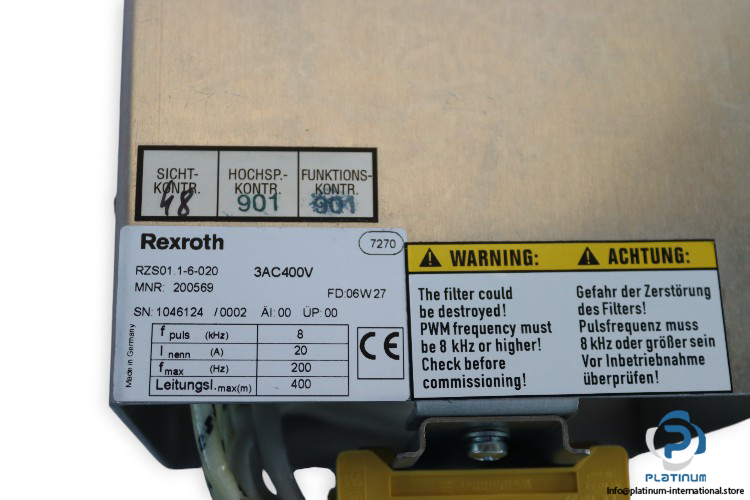 SICHT-
KONTR.
48
HOCHSP.-
KONTR.
901
FUNKTIONS-
KONTR.
901
Rexroth
7270
RZS01.1-6-020 3AC400V
MNR: 200569
FD:06W27
SN: 1046124 /0002 ÄI:00 ÜP:00
Made in Germany
f puls (kHz) 8
I nenn (A) 20
f max (Hz) 200
Leitungsl.max(m) 400
CE
WARNING:
The filter could
be destroyed!
PWM frequency must
be 8 kHz or higher!
Check before
commissioning!
ACHTUNG:
Gefahr der Zerstörung
des Filters!
Pulsfrequenz muss
8 kHz oder größer sein
Vor Inbetriebnahme
überprüfen!
PLATINUM
info@platinum-international.store